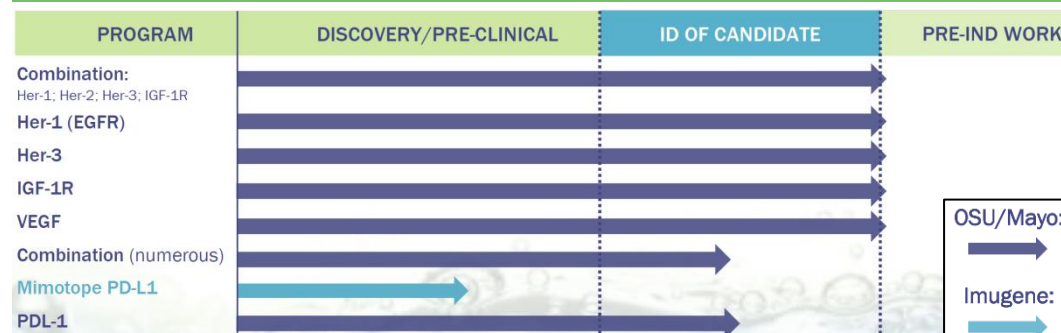 PROGRAM DISCOVERY/PRE-CLINICAL ID OF CANDIDATE PRE-IND WORK
Combination:
Her-1; Her-2; Her-3; IGF-1R
Her-1 (EGFR)
Her-3
IGF-1R
VEGF
Combination (numerous)
Mimotope PD-L1
PDL-1
OSU/Mayo:
Imugene: